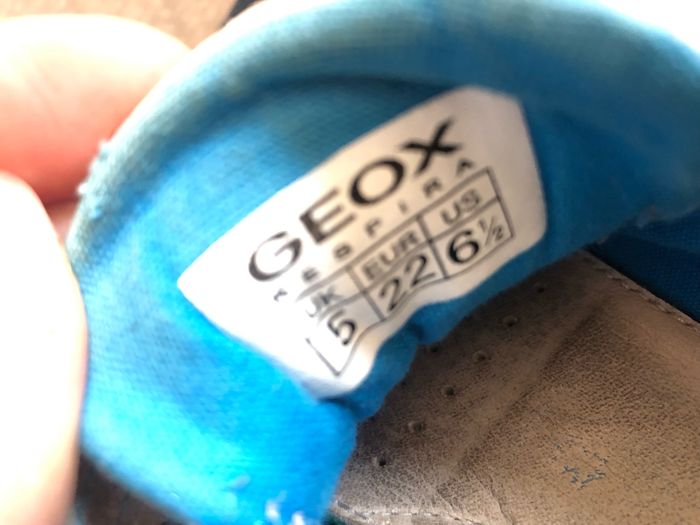 GEOX
RESPIRA
UK EUR US
5 22 6½